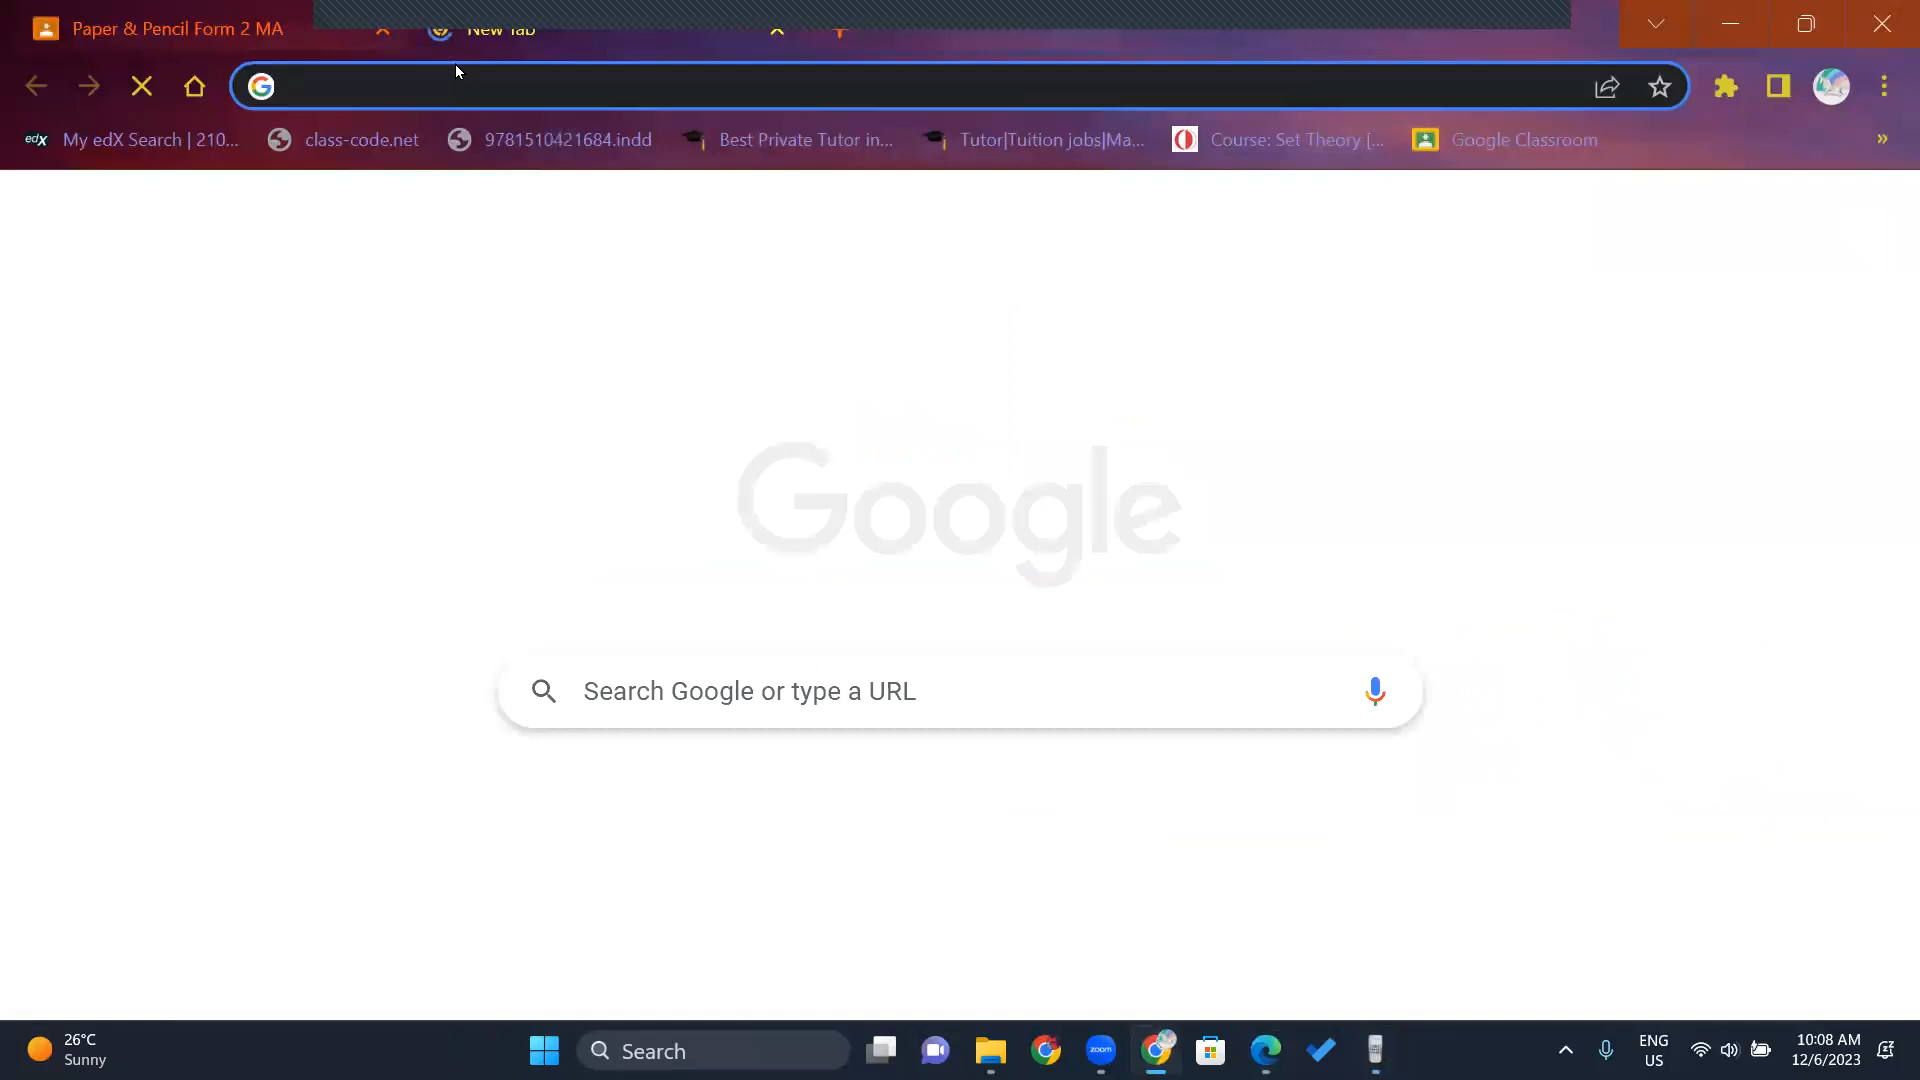 Paper & Pencil Form 2 MA
New Tab
edX My edX Search | 210...
class-code.net
9781510421684.indd
Best Private Tutor in...
Tutor|Tuition jobs|Ma...
Course: Set Theory [...
Google Classroom
Google
Search Google or type a URL
26°C
Sunny
Search
zoom
ENG
US
10:08 AM
12/6/2023